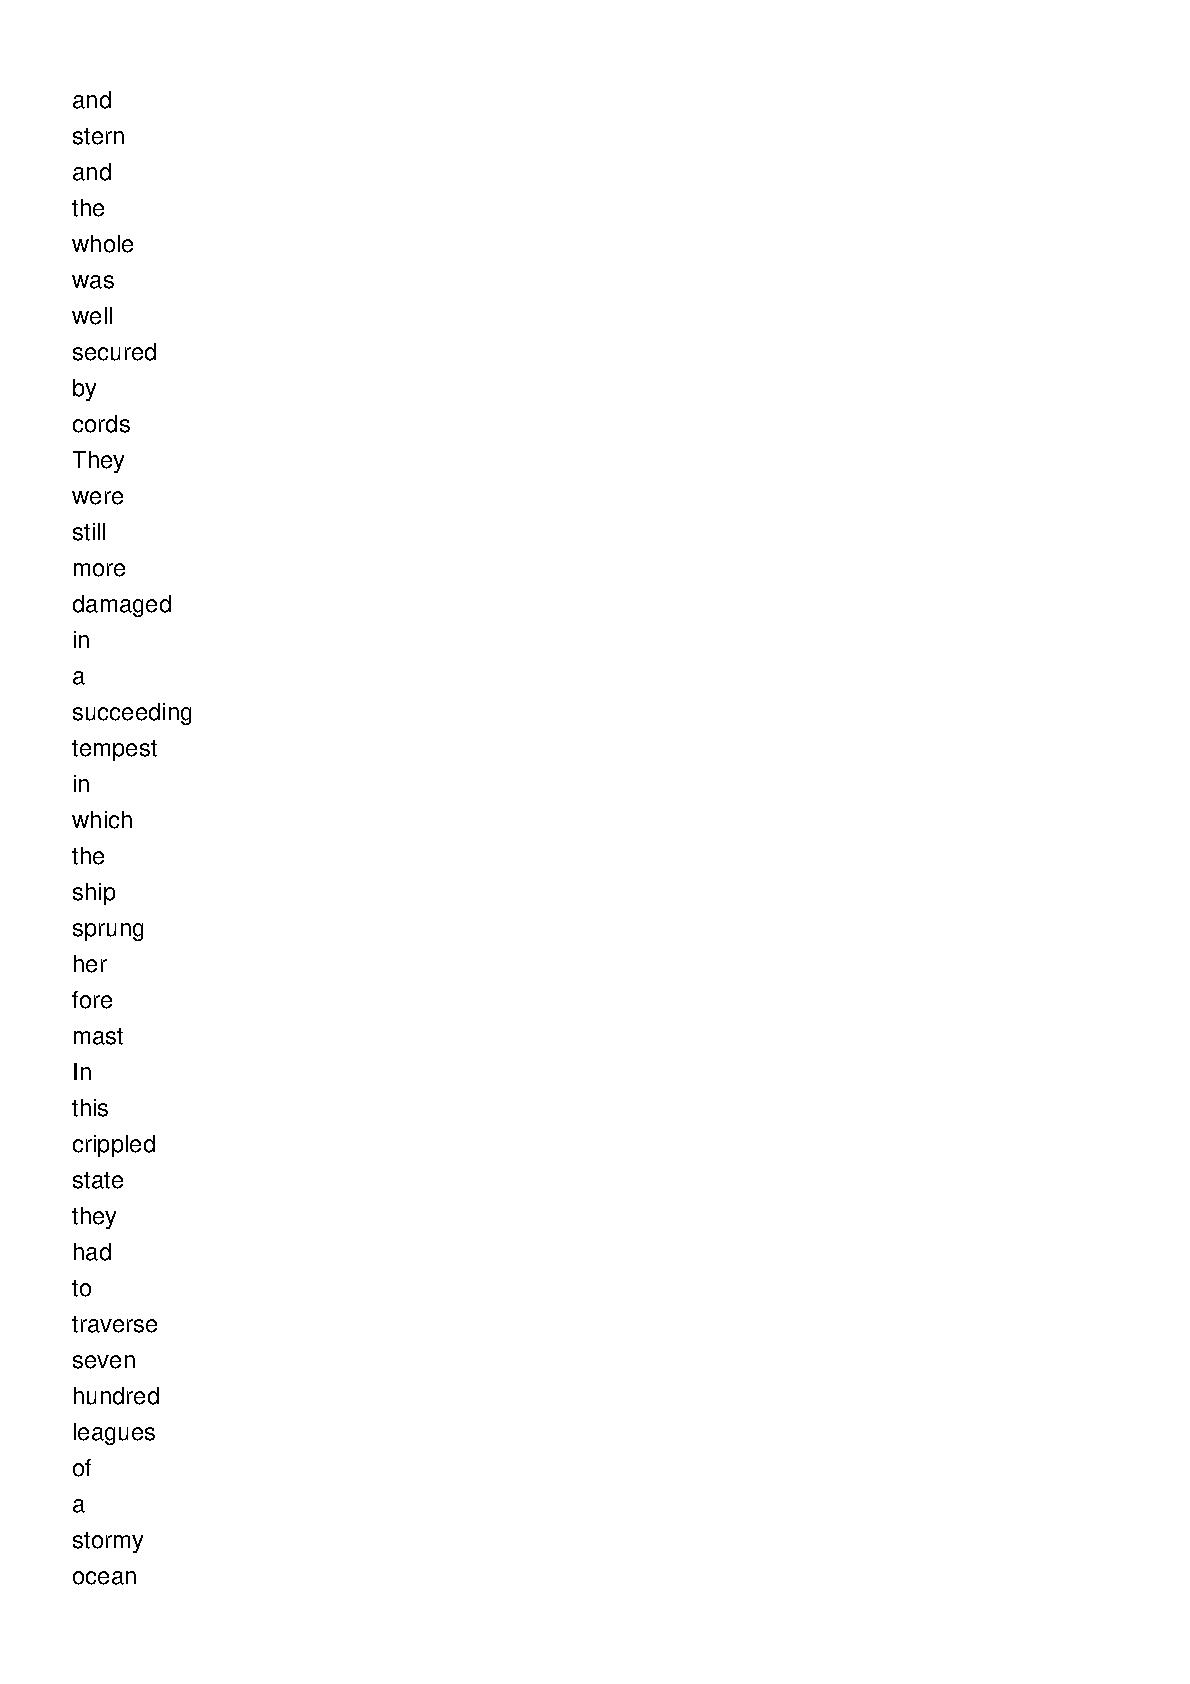 and
stern
and
the
whole
was
well
secured
by
cords
They
were
still
more
damaged
in
a
succeeding
tempest
in
which
the
ship
sprung
her
fore
mast
In
this
crippled
state
they
had
to
traverse
seven
hundred
leagues
of
a
stormy
ocean